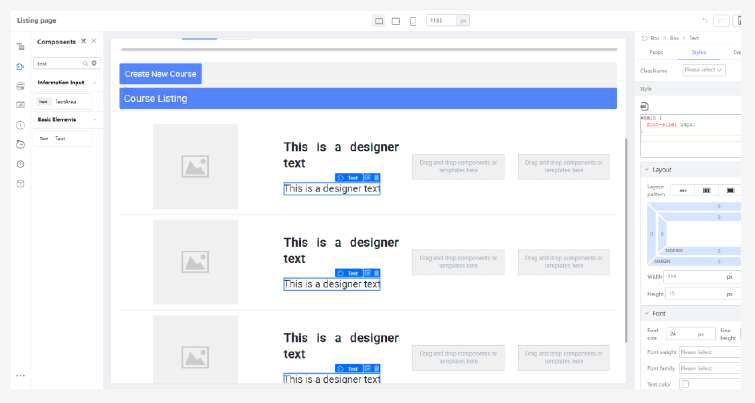 Listing page
1181 px
Components
Box > Box > Text
text
Props Styles
Information Input
TextArea
Basic Elements
Text
ClassName Please select
Style
Create New Course
Course Listing
This is a designer
text
Text
This is a designer text
Drag and drop components or
templates here
Drag and drop components or
templates here
This is a designer
text
Text
This is a designer text
Drag and drop components or
templates here
Drag and drop components or
templates here
This is a designer
text
Text
This is a designer text
Drag and drop components or
templates here
Drag and drop components or
templates here
Layout
Layout
pattern
0
0
0 0
PADDING 0
MARGIN 0
Width px
Height px
Font
Font
size 24 px
Line
height
Font weight Please Select
Font family Please Select
Text color